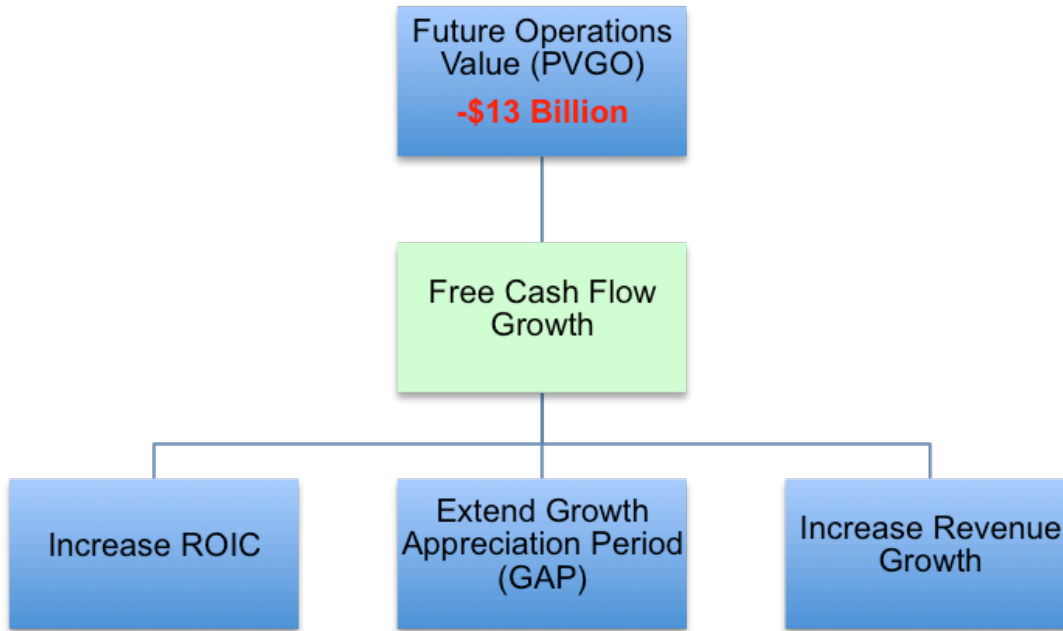 Future Operations
Value (PVGO)
-$13 Billion
Free Cash Flow
Growth
Increase ROIC
Extend Growth
Appreciation Period
(GAP)
Increase Revenue
Growth